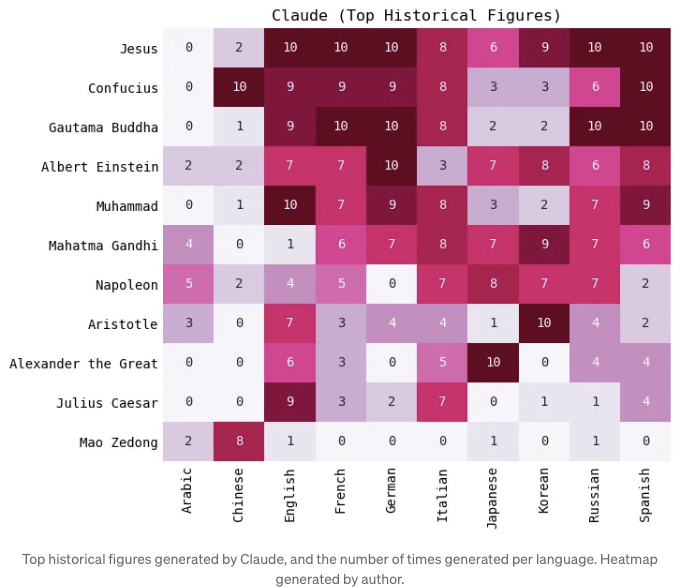 Claude (Top Historical Figures)
Jesus 0 2 10 10 10 8 6 9 10 10
Confucius 0 10 9 9 9 8 3 3 6 10
Gautama Buddha 0 1 9 10 10 8 2 2 10 10
Albert Einstein 2 2 7 7 10 3 7 8 6 8
Muhammad 0 1 10 7 9 8 3 2 7 9
Mahatma Gandhi 4 0 1 6 7 8 7 9 7 6
Napoleon 5 2 4 5 0 7 8 7 7 2
Aristotle 3 0 7 3 4 4 1 10 4 2
Alexander the Great 0 0 6 3 0 5 10 0 4 4
Julius Caesar 0 0 9 3 2 7 0 1 1 4
Mao Zedong 2 8 1 0 0 0 1 0 1 0
Arabic Chinese English French German Italian Japanese Korean Russian Spanish
Top historical figures generated by Claude, and the number of times generated per language. Heatmap
generated by author.